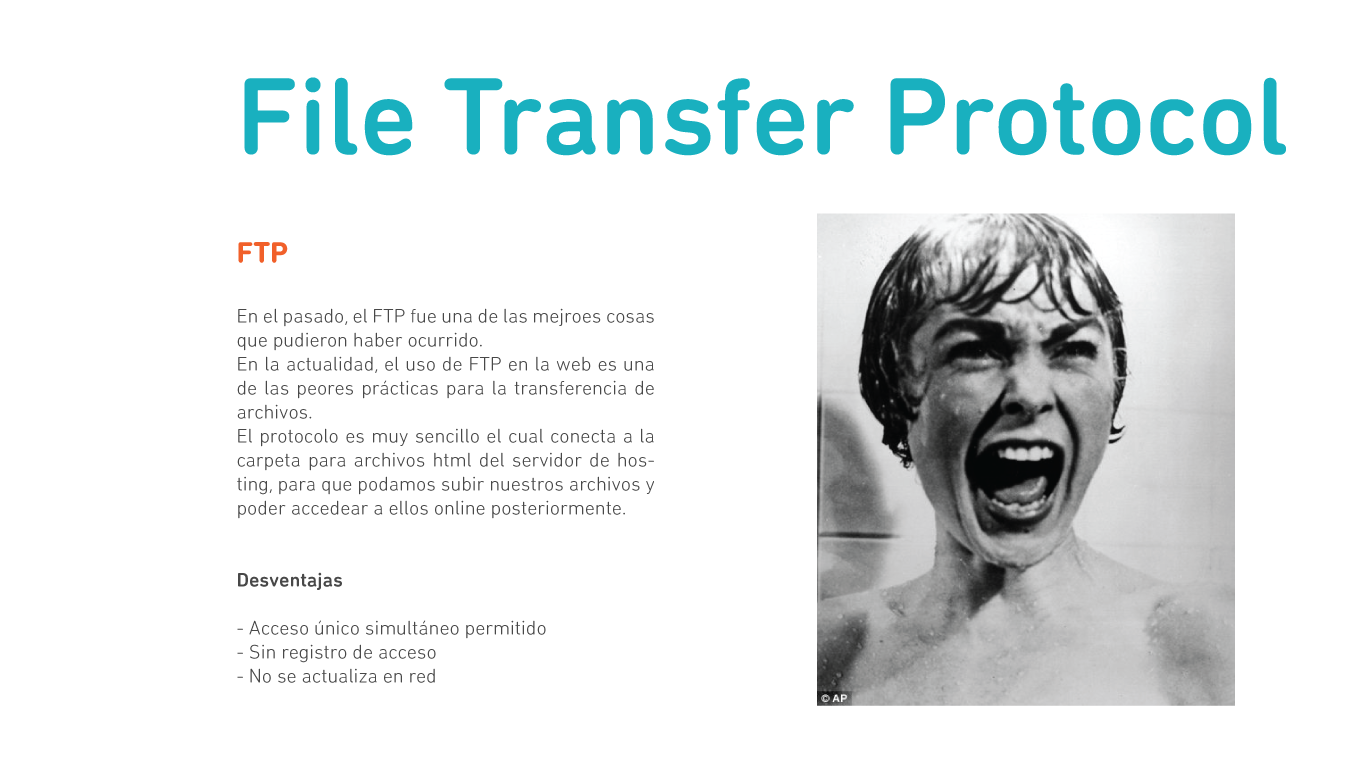 File Transfer Protocol
FTP
En el pasado, el FTP fue una de las mejroes cosas
que pudieron haber ocurrido.
En la actualidad, el uso de FTP en la web es una
de las peores prácticas para la transferencia de
archivos.
El protocolo es muy sencillo el cual conecta a la
carpeta para archivos html del servidor de hos-
ting, para que podamos subir nuestros archivos y
poder accedear a ellos online posteriormente.
Desventajas
- Acceso único simultáneo permitido
- Sin registro de acceso
- No se actualiza en red
© AP